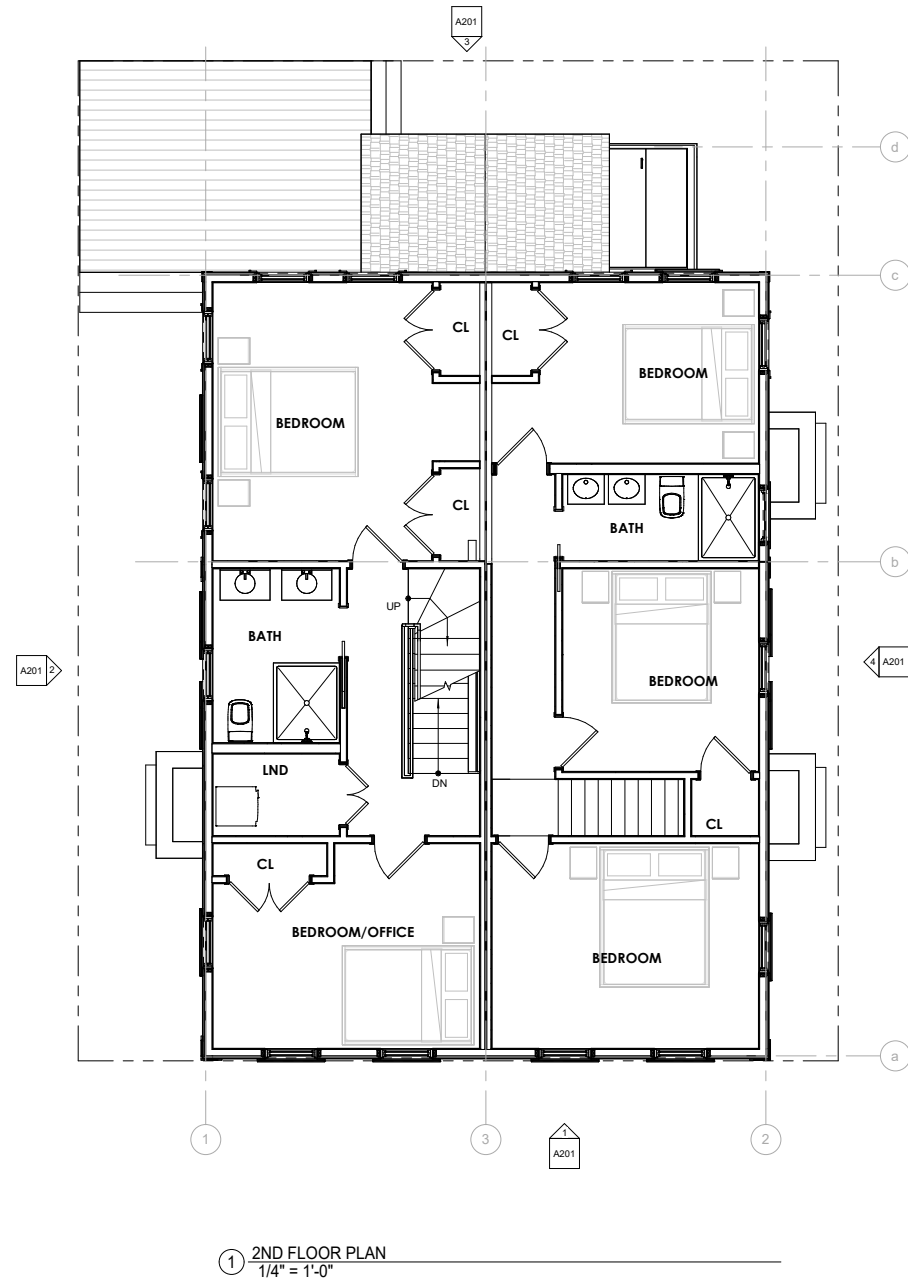 A201
3
d
c
CL
CL
BEDROOM
BEDROOM
CL
BATH
b
UP
BATH
A201 2
4 A201
BEDROOM
LND
DN
CL
CL
BEDROOM/OFFICE
BEDROOM
a
1
3
1
A201
2
1
2ND FLOOR PLAN
1/4" = 1'-0"